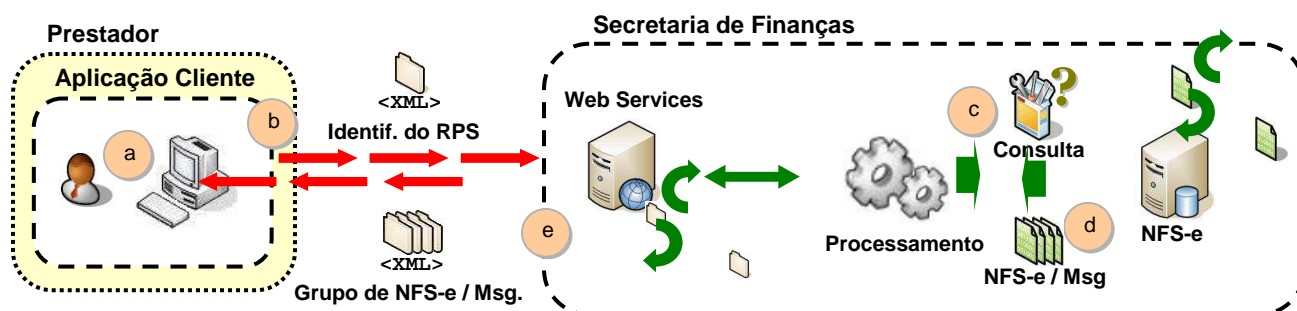 Prestador
Secretaria de Finanças
Aplicação Cliente
<XML>
Identif. do RPS
Web Services
a
b
c
Consulta
<XML>
Grupo de NFS-e / Msg.
e
Processamento
d
NFS-e / Msg
NFS-e